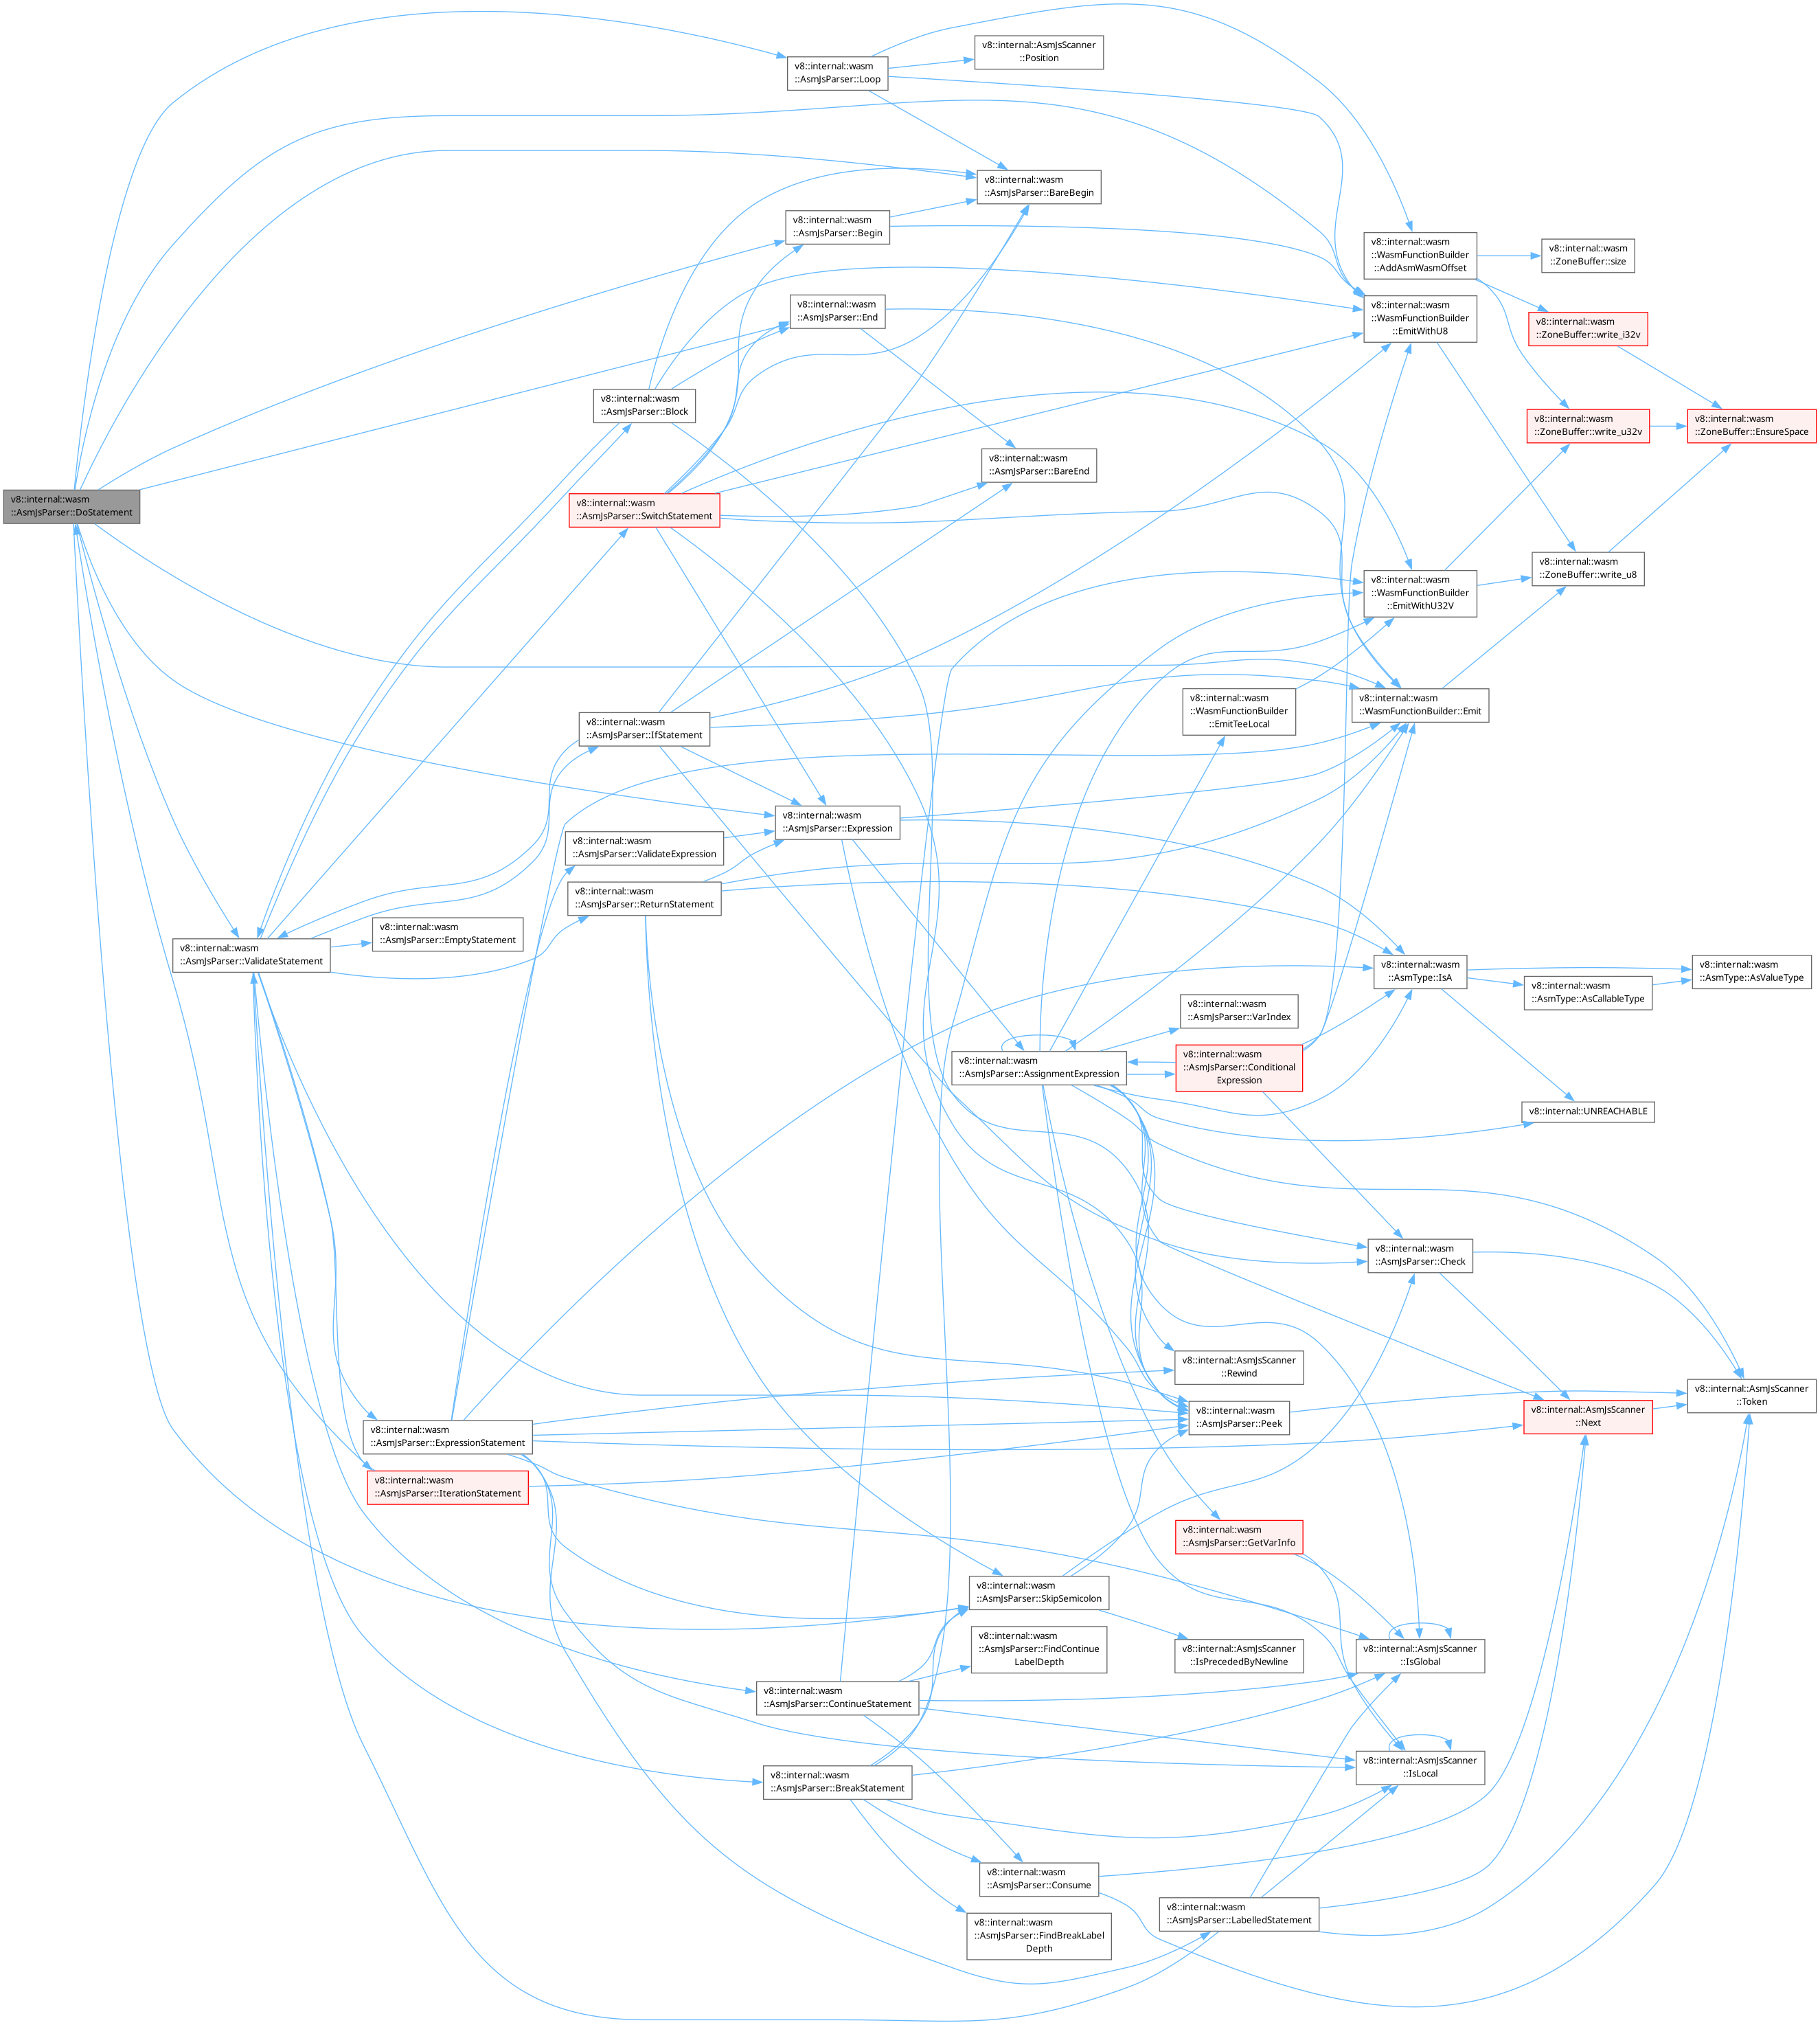 v8::internal::wasm
::AsmJsParser::DoStatement
v8::internal::wasm
::AsmJsParser::Loop
v8::internal::AsmJsScanner
::Position
v8::internal::wasm
::AsmJsParser::BareBegin
v8::internal::wasm
::AsmJsParser::Begin
v8::internal::wasm
::WasmFunctionBuilder
::AddAsmWasmOffset
v8::internal::wasm
::ZoneBuffer::size
v8::internal::wasm
::AsmJsParser::End
v8::internal::wasm
::WasmFunctionBuilder
::EmitWithU8
v8::internal::wasm
::ZoneBuffer::write_i32v
v8::internal::wasm
::AsmJsParser::Block
v8::internal::wasm
::ZoneBuffer::write_u32v
v8::internal::wasm
::ZoneBuffer::EnsureSpace
v8::internal::wasm
::AsmJsParser::BareEnd
v8::internal::wasm
::AsmJsParser::SwitchStatement
v8::internal::wasm
::ZoneBuffer::write_u8
v8::internal::wasm
::WasmFunctionBuilder
::EmitWithU32V
v8::internal::wasm
::WasmFunctionBuilder
::EmitTeeLocal
v8::internal::wasm
::WasmFunctionBuilder::Emit
v8::internal::wasm
::AsmJsParser::IfStatement
v8::internal::wasm
::AsmJsParser::Expression
v8::internal::wasm
::AsmJsParser::ValidateExpression
v8::internal::wasm
::AsmJsParser::ReturnStatement
v8::internal::wasm
::AsmJsParser::EmptyStatement
v8::internal::wasm
::AsmJsParser::ValidateStatement
v8::internal::wasm
::AsmType::IsA
v8::internal::wasm
::AsmType::AsValueType
v8::internal::wasm
::AsmType::AsCallableType
v8::internal::wasm
::AsmJsParser::VarIndex
v8::internal::wasm
::AsmJsParser::AssignmentExpression
v8::internal::wasm
::AsmJsParser::Conditional
Expression
v8::internal::UNREACHABLE
v8::internal::wasm
::AsmJsParser::Check
v8::internal::AsmJsScanner
::Rewind
v8::internal::AsmJsScanner
::Token
v8::internal::wasm
::AsmJsParser::Peek
v8::internal::AsmJsScanner
::Next
v8::internal::wasm
::AsmJsParser::ExpressionStatement
v8::internal::wasm
::AsmJsParser::IterationStatement
v8::internal::wasm
::AsmJsParser::GetVarInfo
v8::internal::wasm
::AsmJsParser::SkipSemicolon
v8::internal::wasm
::AsmJsParser::FindContinue
LabelDepth
v8::internal::AsmJsScanner
::IsPrecededByNewline
v8::internal::AsmJsScanner
::IsGlobal
v8::internal::wasm
::AsmJsParser::ContinueStatement
v8::internal::AsmJsScanner
::IsLocal
v8::internal::wasm
::AsmJsParser::BreakStatement
v8::internal::wasm
::AsmJsParser::Consume
v8::internal::wasm
::AsmJsParser::LabelledStatement
v8::internal::wasm
::AsmJsParser::FindBreakLabel
Depth